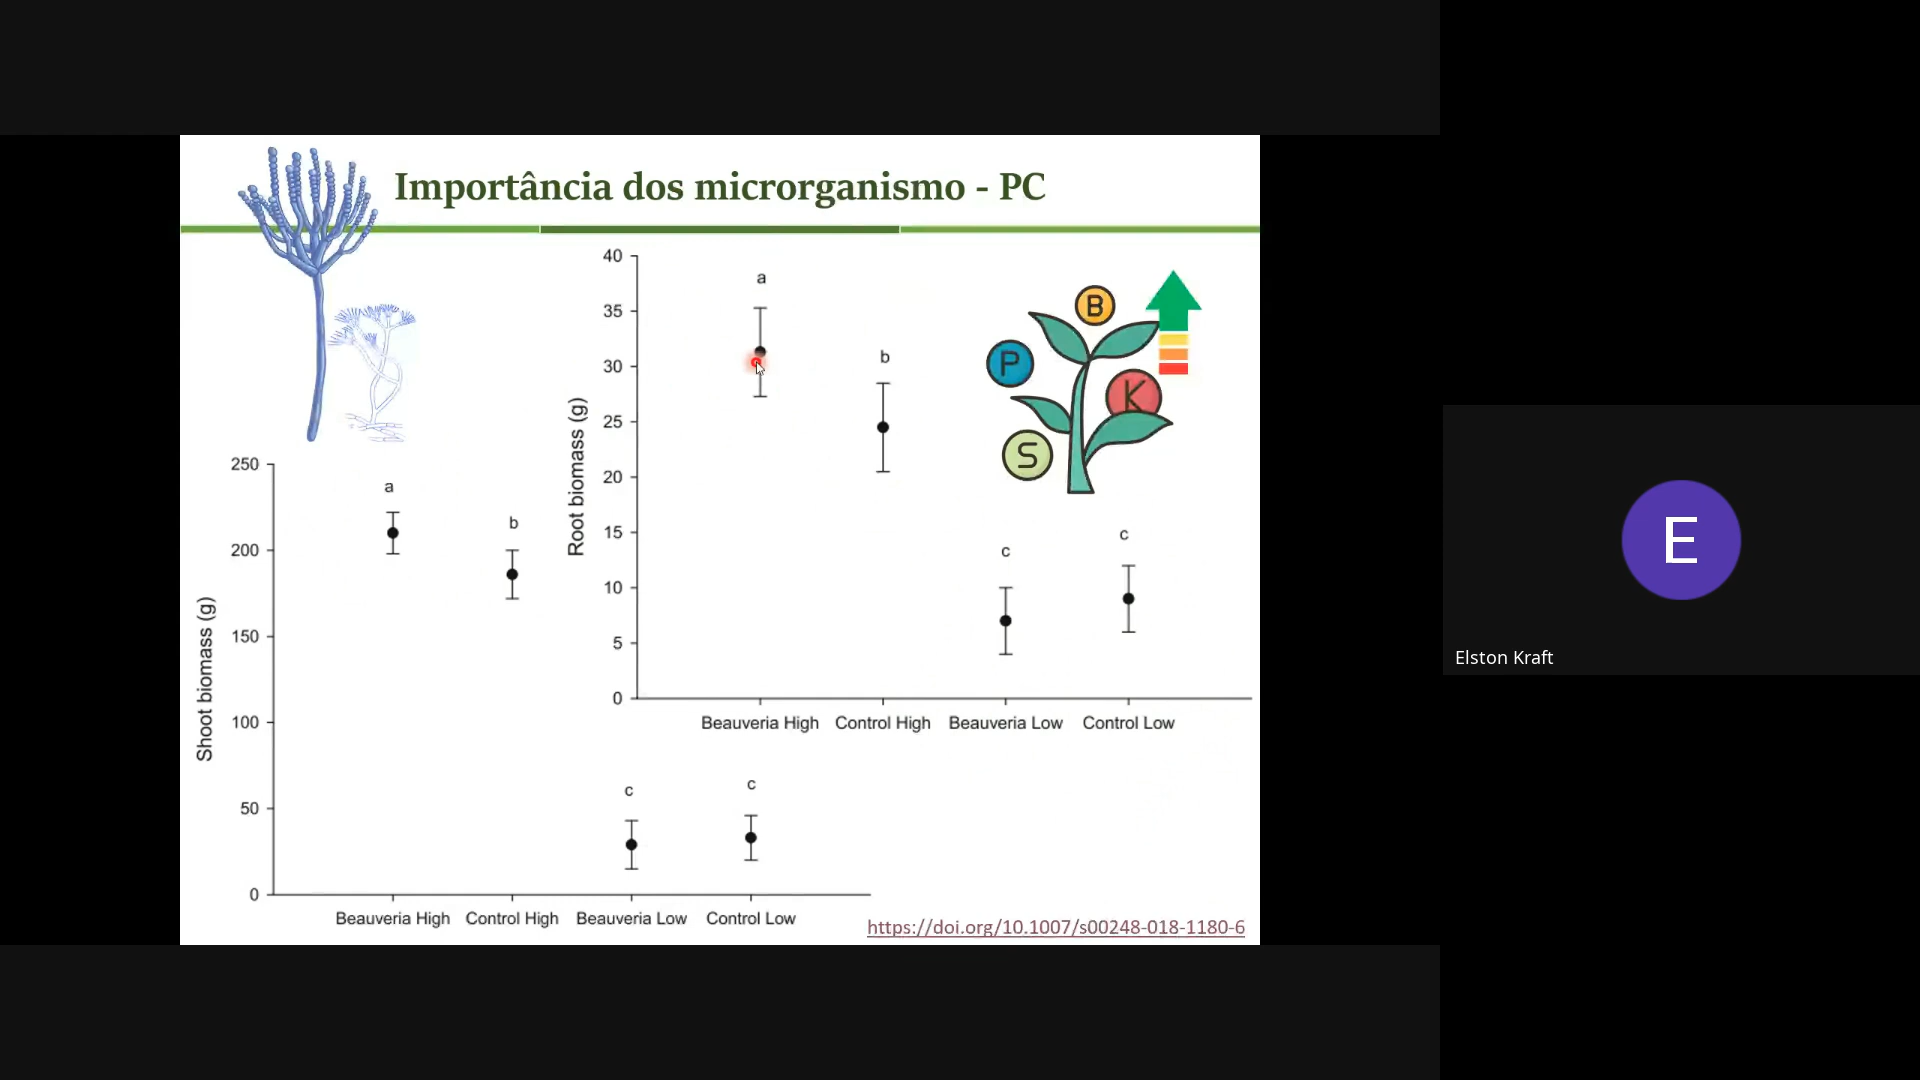 Importância dos microrganismo - PC
Root biomass (g)
40
35
30
25
20
15
10
5
0
a
b
c
c
Beauveria High
Control High
Beauveria Low
Control Low
B
P
K
S
Shoot biomass (g)
250
200
150
100
50
0
a
b
c
c
Beauveria High
Control High
Beauveria Low
Control Low
https://doi.org/10.1007/s00248-018-1180-6
E
Elston Kraft